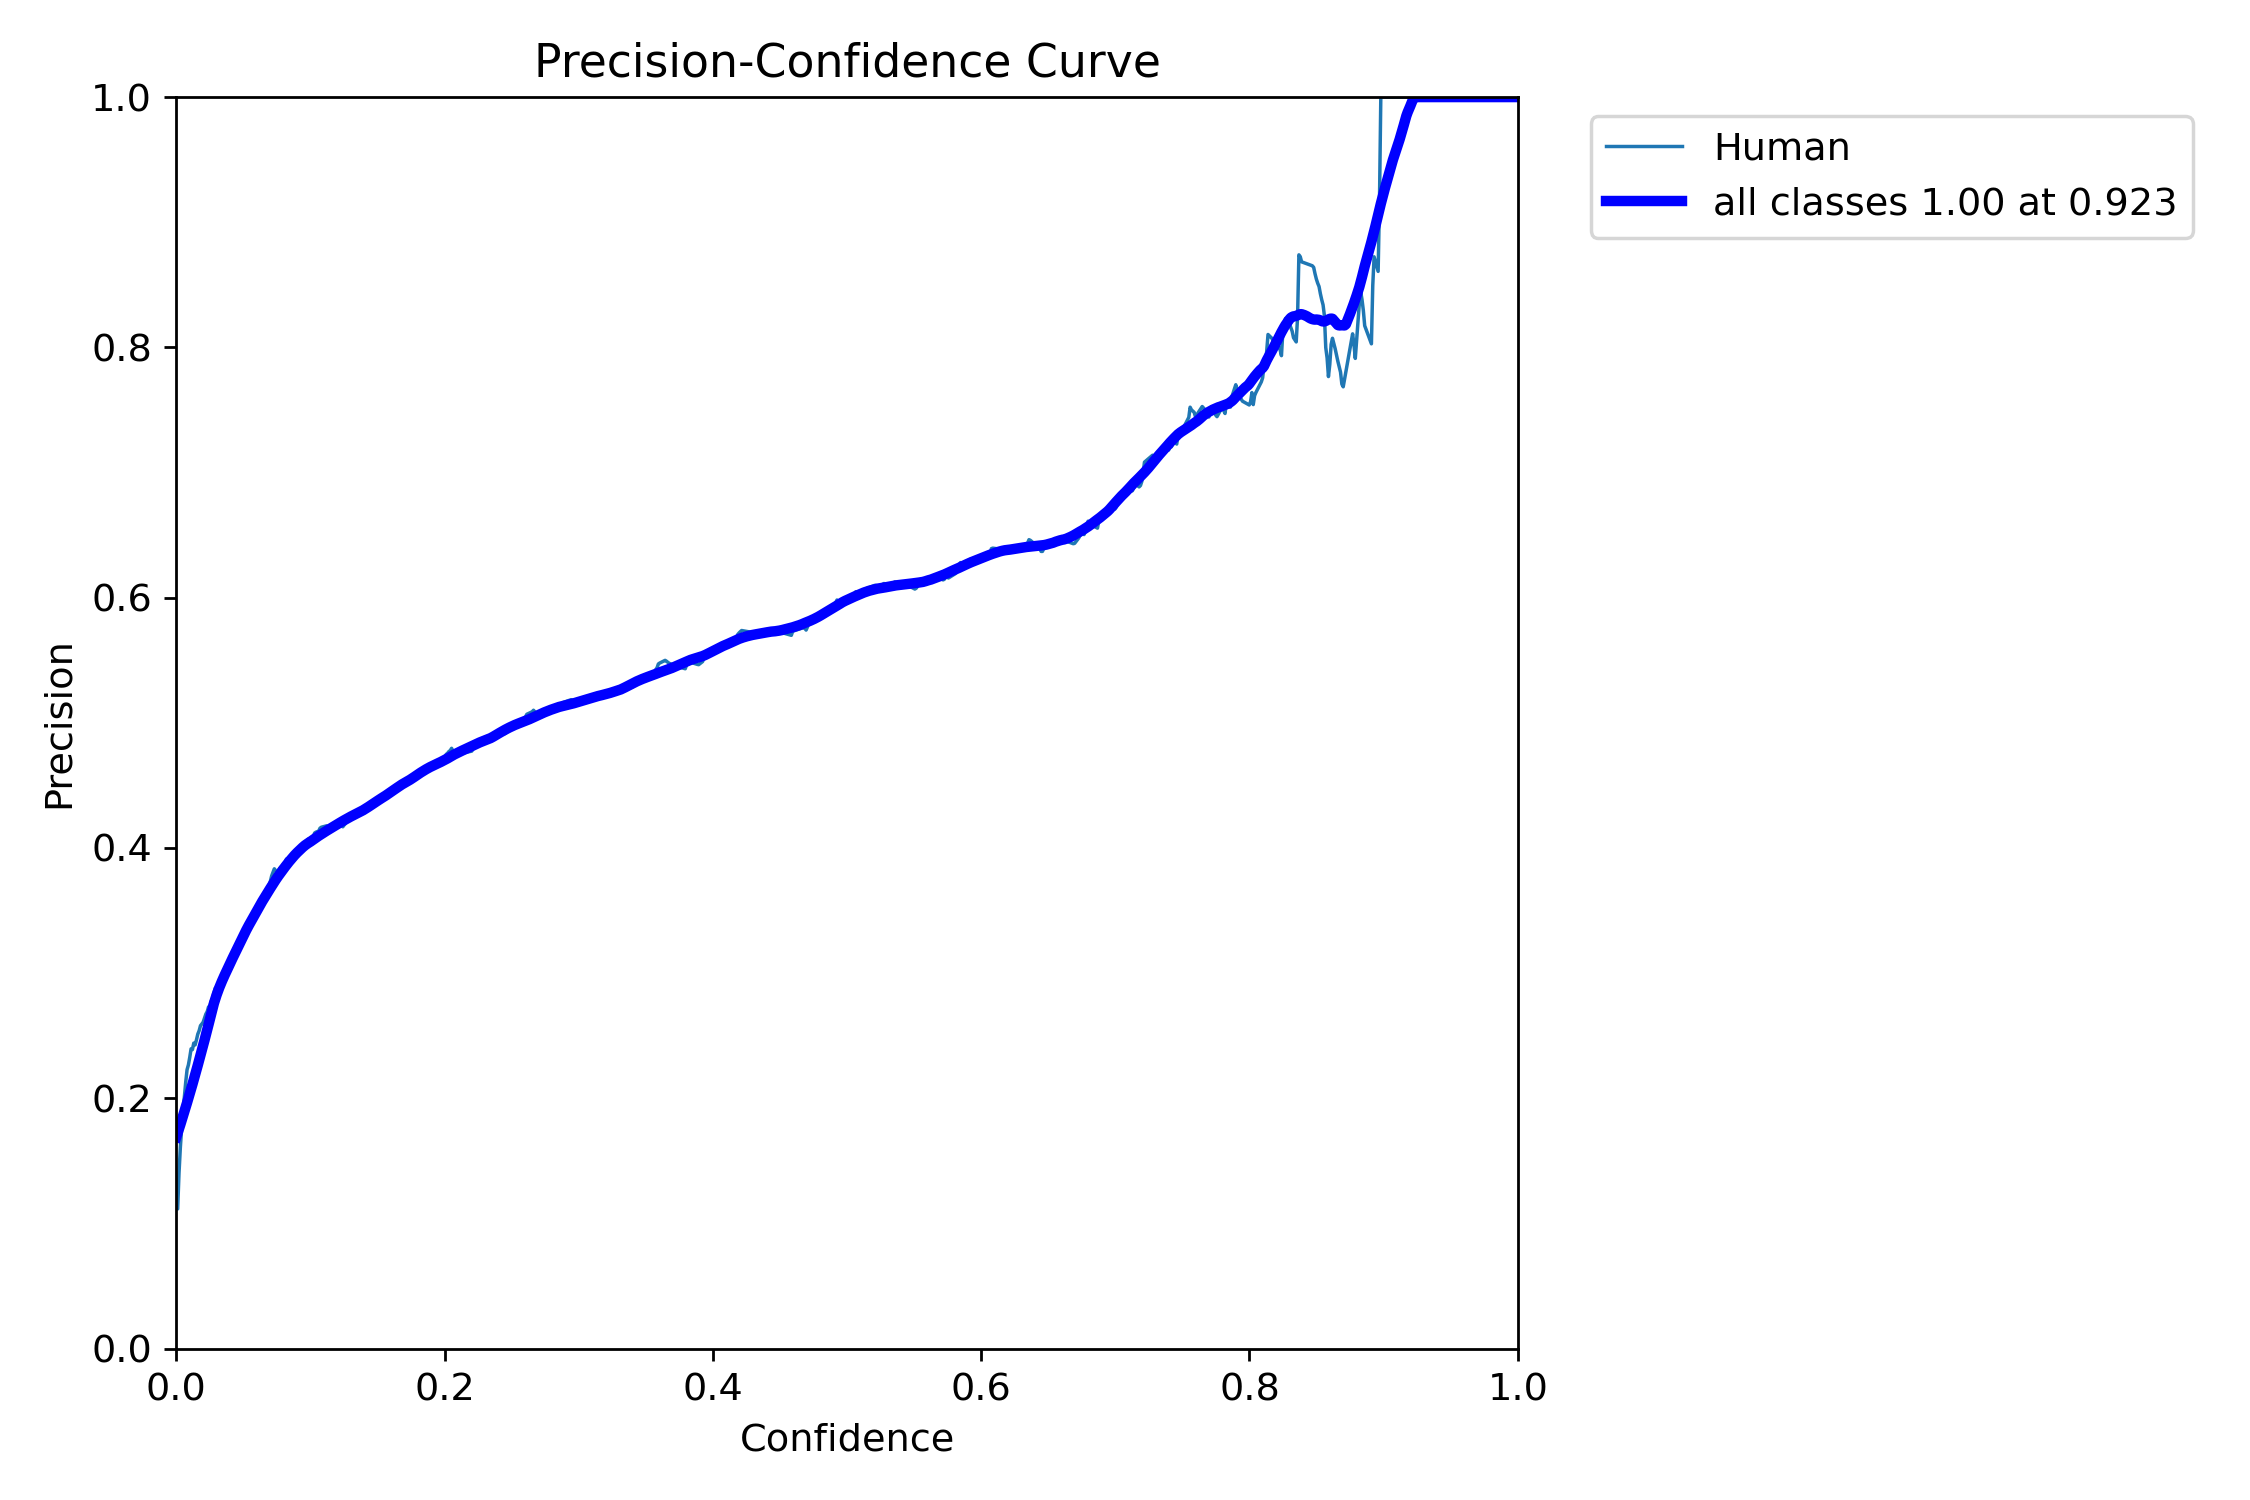 Precision-Confidence Curve
1.0
0.8
0.6
0.4
0.2
0.0
Precision
0.0 0.2 0.4 0.6 0.8 1.0
Confidence
Human
all classes 1.00 at 0.923